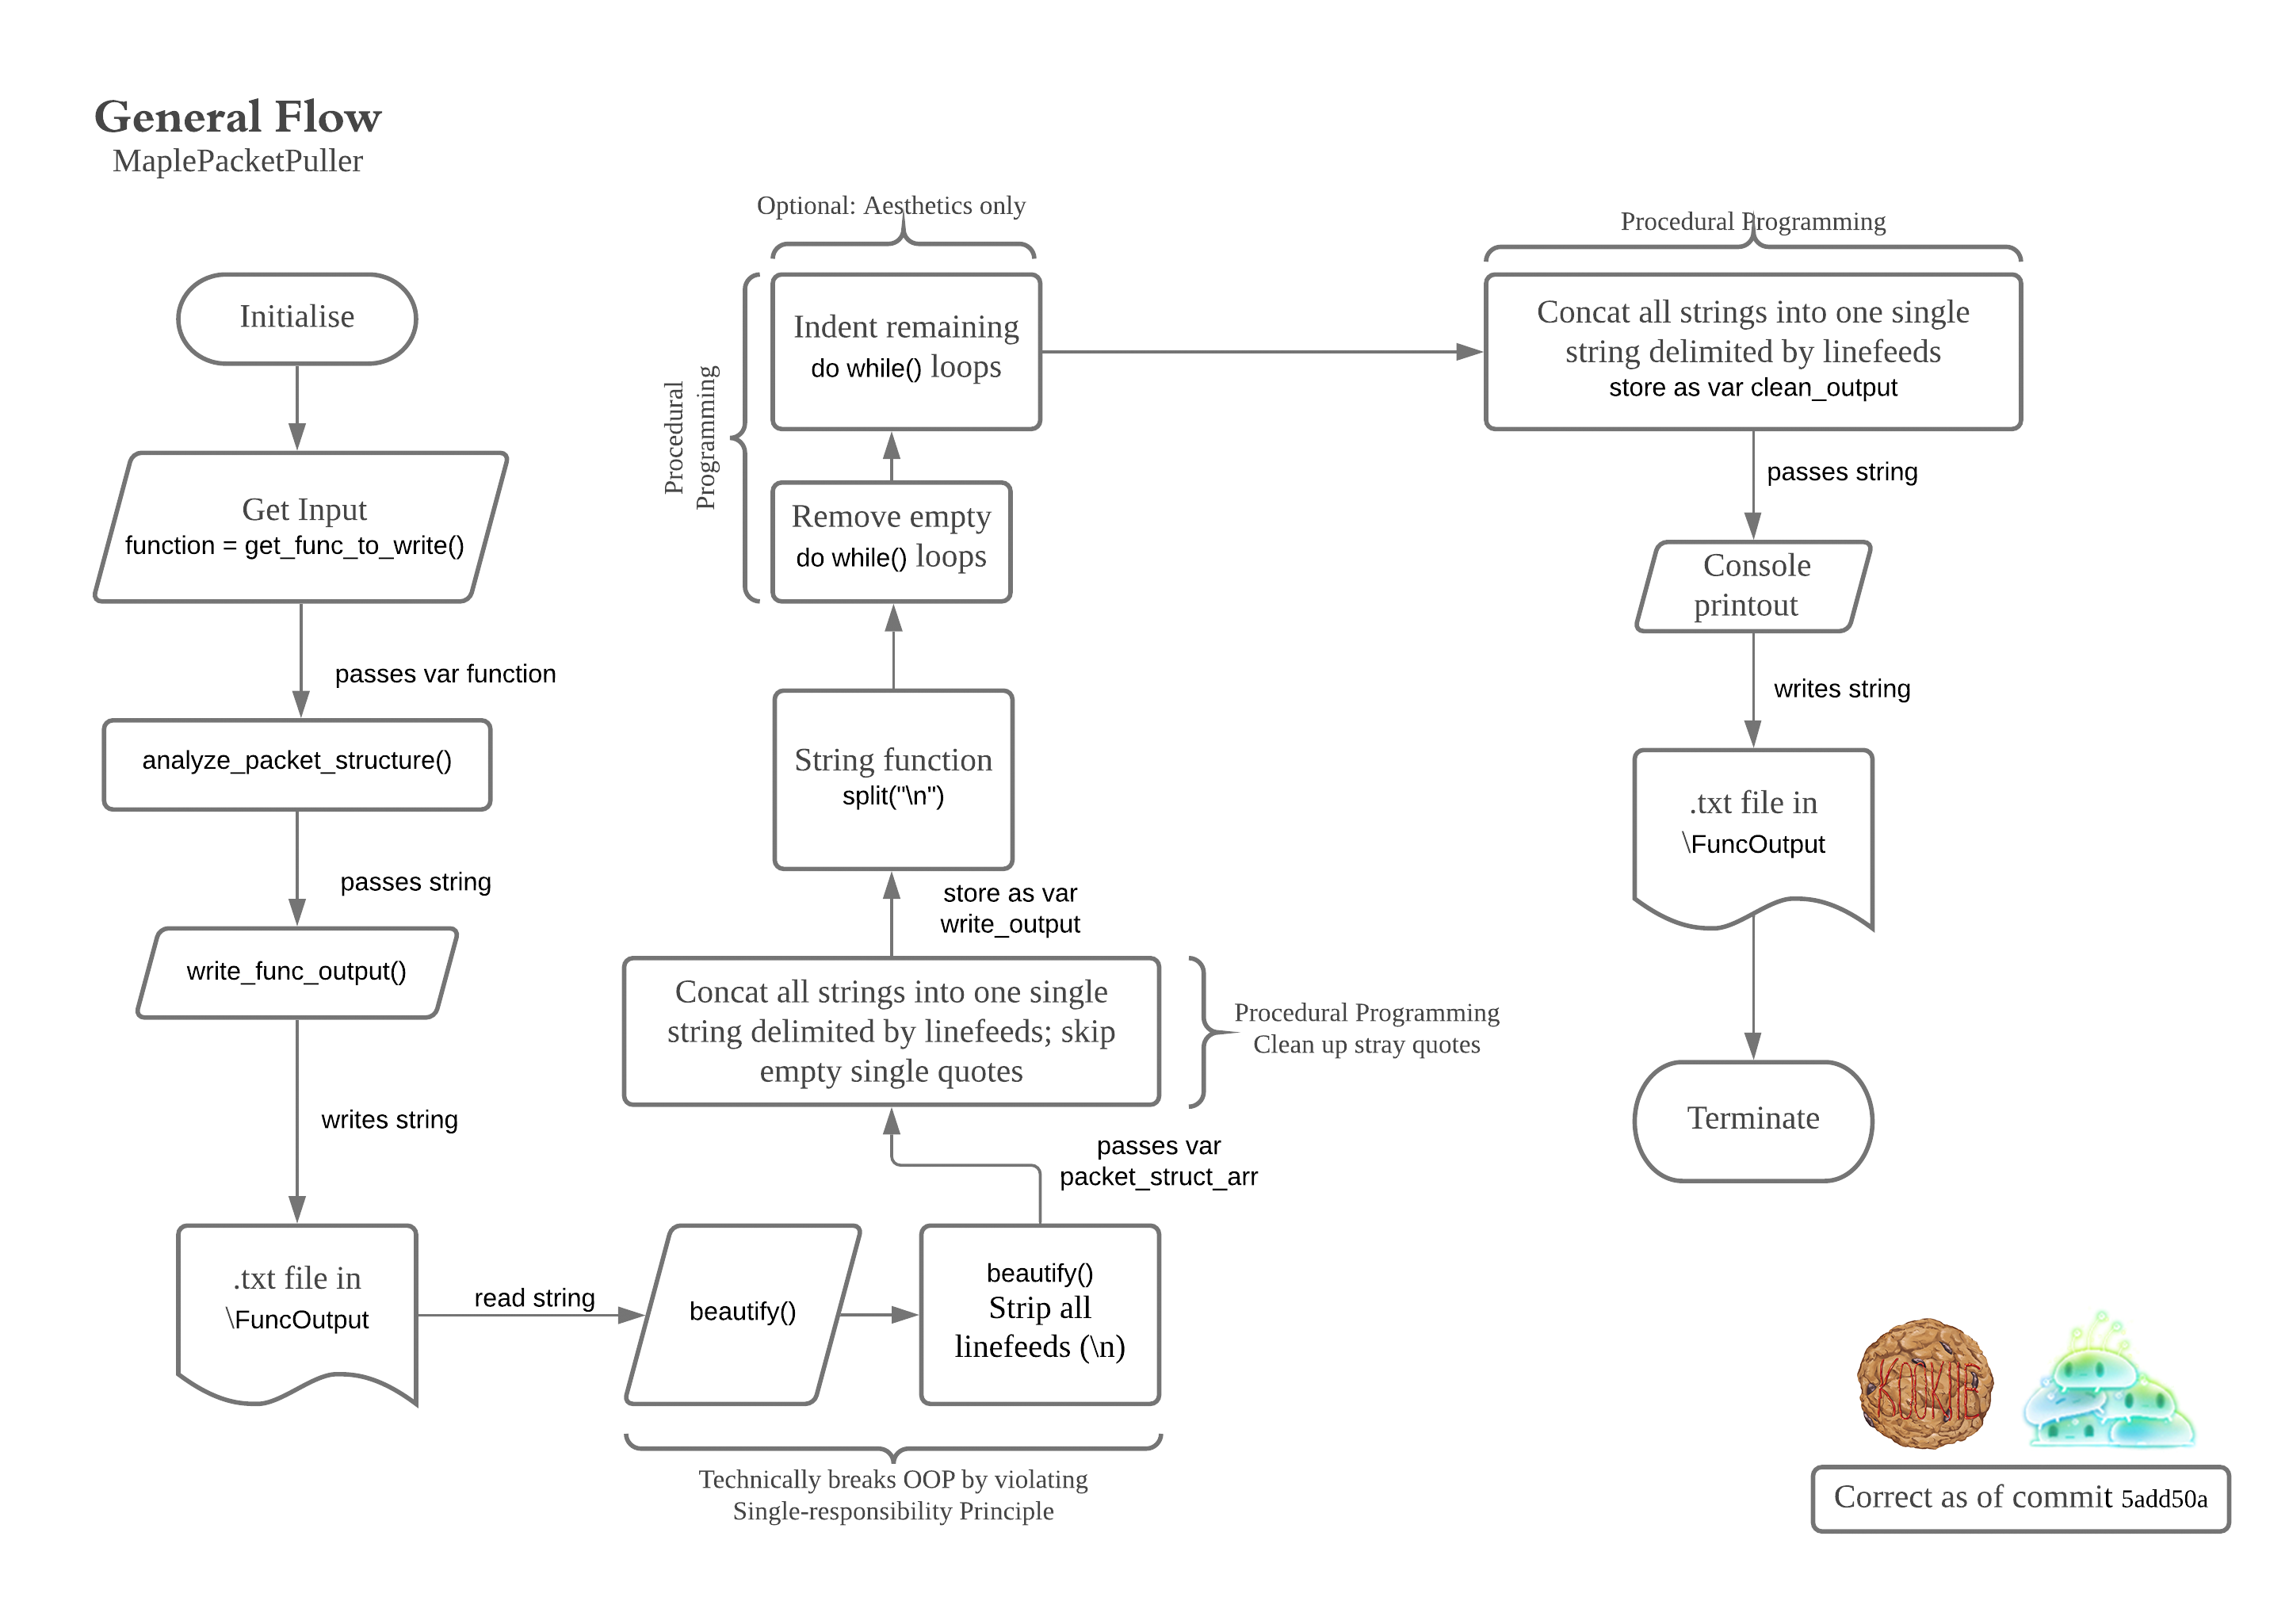 General Flow
MaplePacketPuller
Initialise
Get Input
function = get_func_to_write()
passes var function
analyze_packet_structure()
passes string
write_func_output()
writes string
.txt file in
\FuncOutput
read string
beautify()
beautify()
Strip all
linefeeds (\n)
Technically breaks OOP by violating
Single-responsibility Principle
passes var
packet_struct_arr
Concat all strings into one single
string delimited by linefeeds; skip
empty single quotes
Procedural Programming
Clean up stray quotes
store as var
write_output
String function
split("\n")
Remove empty
do while() loops
Indent remaining
do while() loops
Procedural
Programming
Optional: Aesthetics only
Procedural Programming
Concat all strings into one single
string delimited by linefeeds
store as var clean_output
passes string
Console
printout
writes string
.txt file in
\FuncOutput
Terminate
KOOKIE
Correct as of commit 5add50a